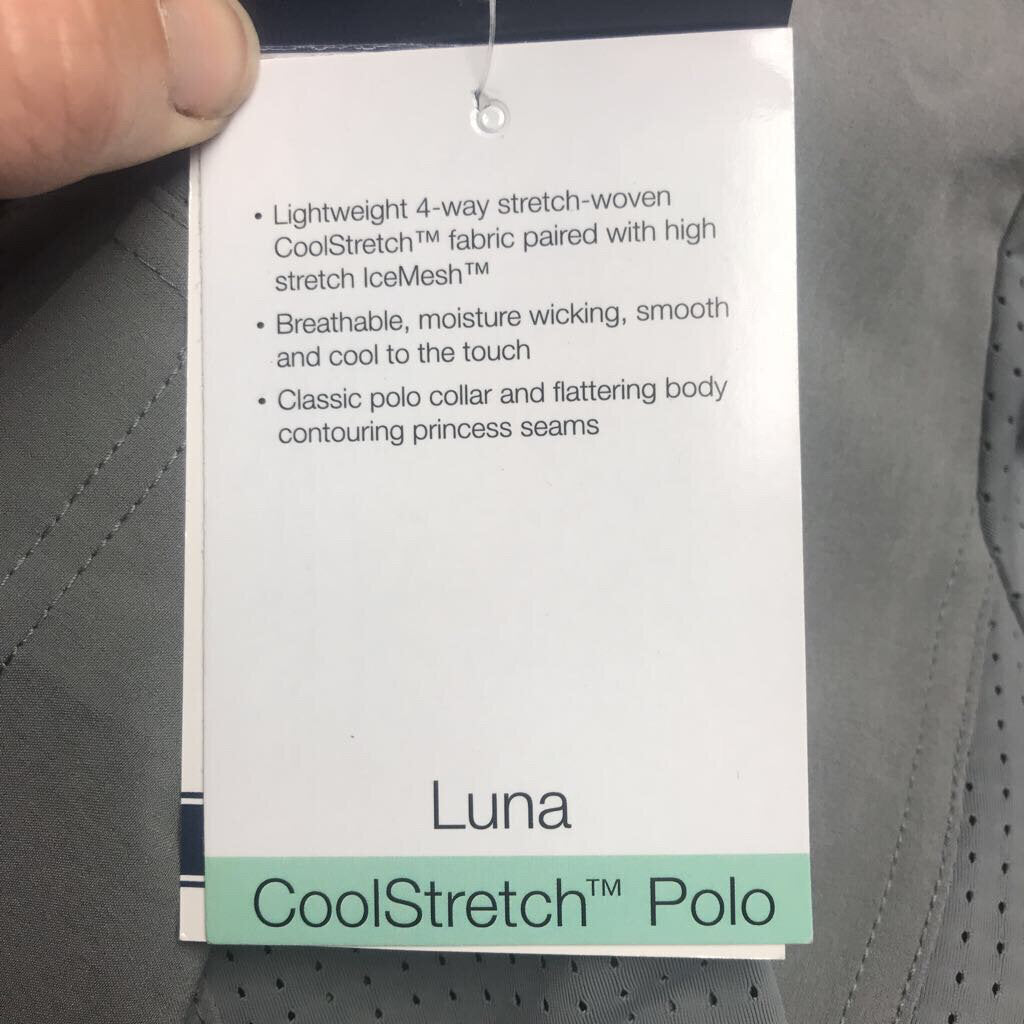 • Lightweight 4-way stretch-woven
CoolStretch™ fabric paired with high
stretch IceMesh™
• Breathable, moisture wicking, smooth
and cool to the touch
• Classic polo collar and flattering body
contouring princess seams
Luna
CoolStretch™ Polo